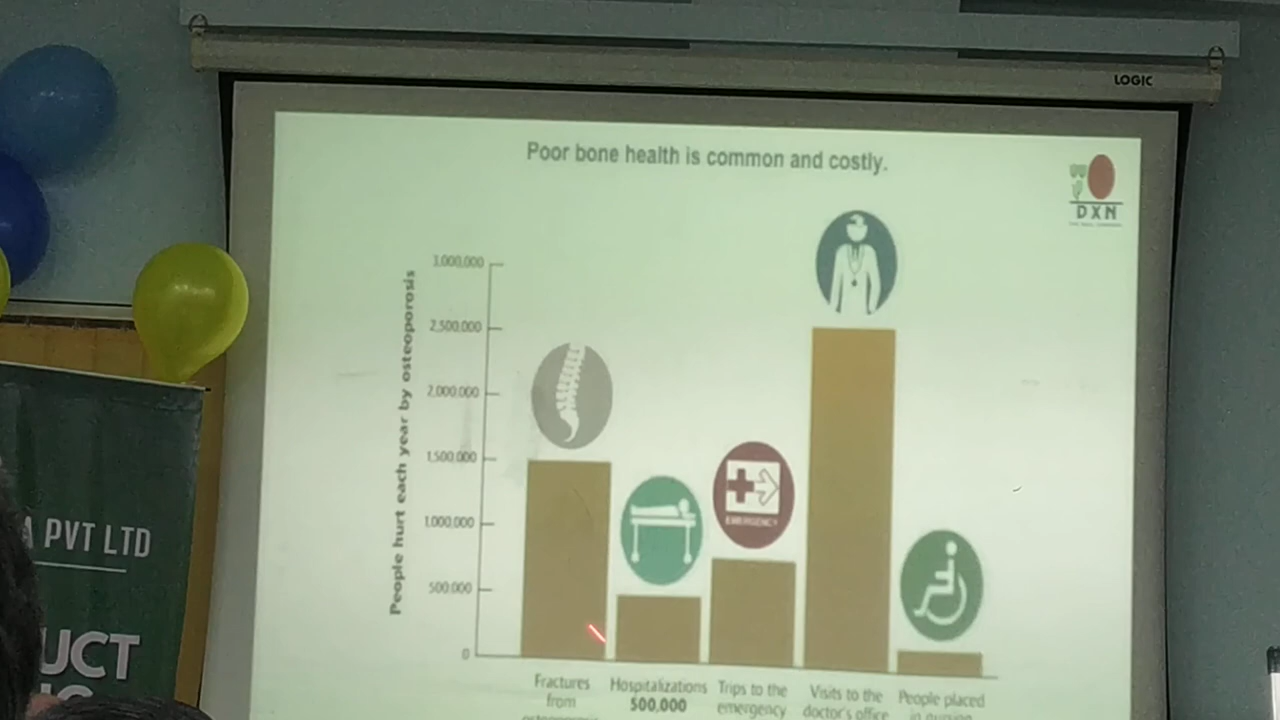 LOGIC
Poor bone health is common and costly.
DXN
People hurt each year by osteoporosis
3,000,000
2,500,000
2,000,000
1,500,000
1,000,000
500,000
0
EMERGENCY
Fractures
from
Hospitalizations
500,000
Trips to the
emergency
Visits to the
doctor's office
People placed
in nursing
PVT LTD
UCT